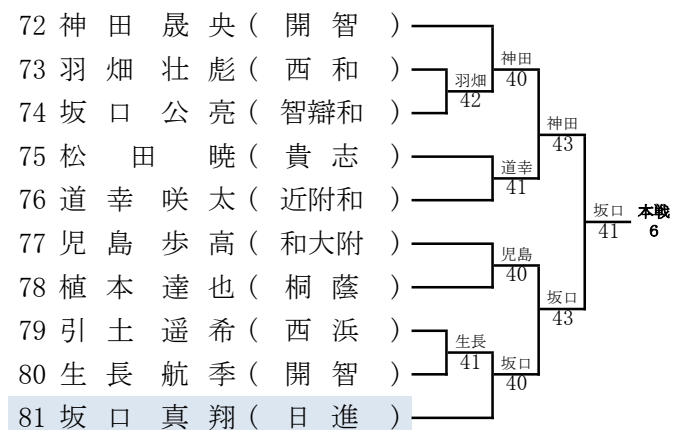 72 神田 晟央 ( 開智 )
73 羽畑 壮彪 ( 西和 )
74 坂口 公亮 ( 智辯和 )
75 松田 暁 ( 貴志 )
76 道幸 咲太 ( 近附和 )
77 児島 歩高 ( 和大附 )
78 植本 達也 ( 桐蔭 )
79 引土 遥希 ( 西浜 )
80 生長 航季 ( 開智 )
81 坂口 真翔 ( 日進 )
羽畑
42
生長
41
神田
40
道幸
41
児島
40
坂口
40
神田
43
坂口
43
坂口
41
本戦
6